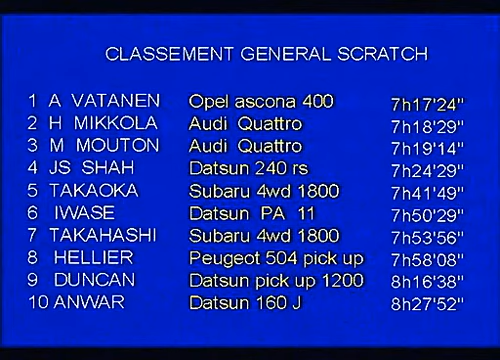 CLASSEMENT GENERAL SCRATCH
1 A VATANEN Opel ascona 400 7h17'24"
2 H MIKKOLA Audi Quattro 7h18'29"
3 M MOUTON Audi Quattro 7h19'14"
4 JS SHAH Datsun 240 rs 7h24'29"
5 TAKAOKA Subaru 4wd 1800 7h41'49"
6 IWASE Datsun PA 11 7h50'29"
7 TAKAHASHI Subaru 4wd 1800 7h53'56"
8 HELLIER Peugeot 504 pick up 7h58'08"
9 DUNCAN Datsun pick up 1200 8h16'38"
10 ANWAR Datsun 160 J 8h27'52"